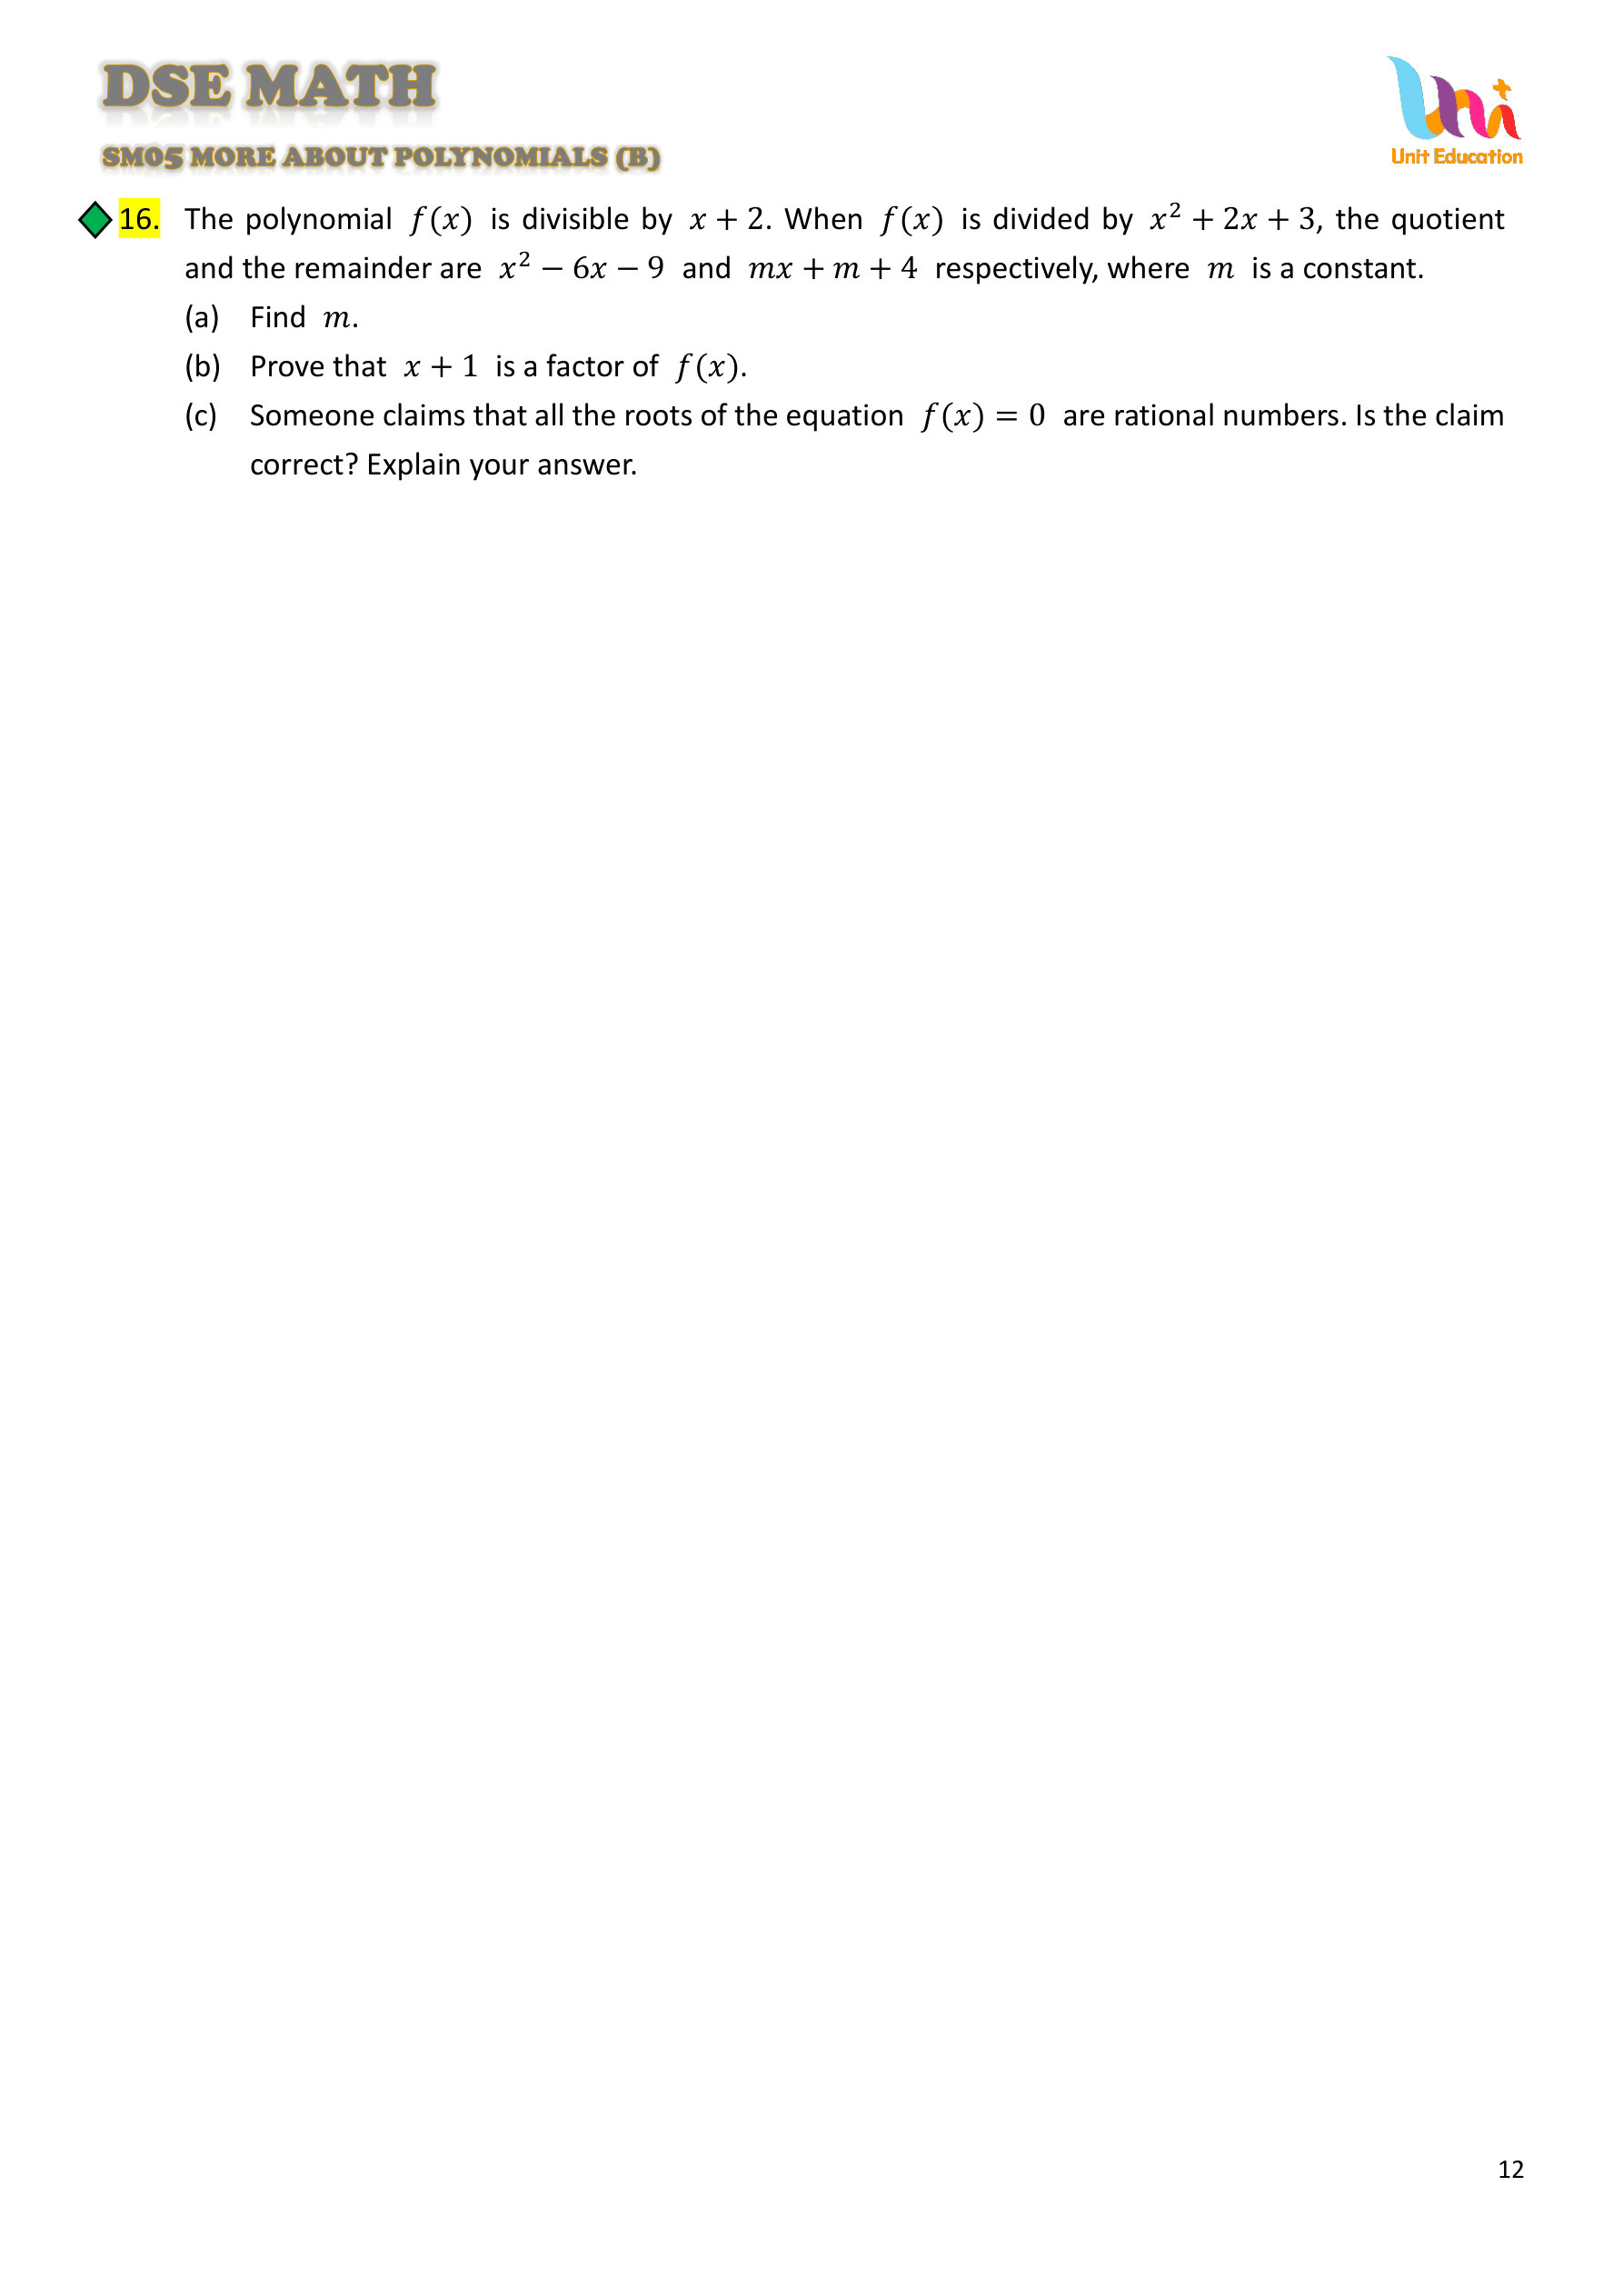 DSE MATH
Unit Education
SM05 MORE ABOUT POLYNOMIALS (B)
16. The polynomial f(x) is divisible by x + 2. When f(x) is divided by x² + 2x + 3, the quotient
and the remainder are x² − 6x − 9 and mx + m + 4 respectively, where m is a constant.
(a) Find m.
(b) Prove that x + 1 is a factor of f(x).
(c) Someone claims that all the roots of the equation f(x) = 0 are rational numbers. Is the claim
correct? Explain your answer.
12